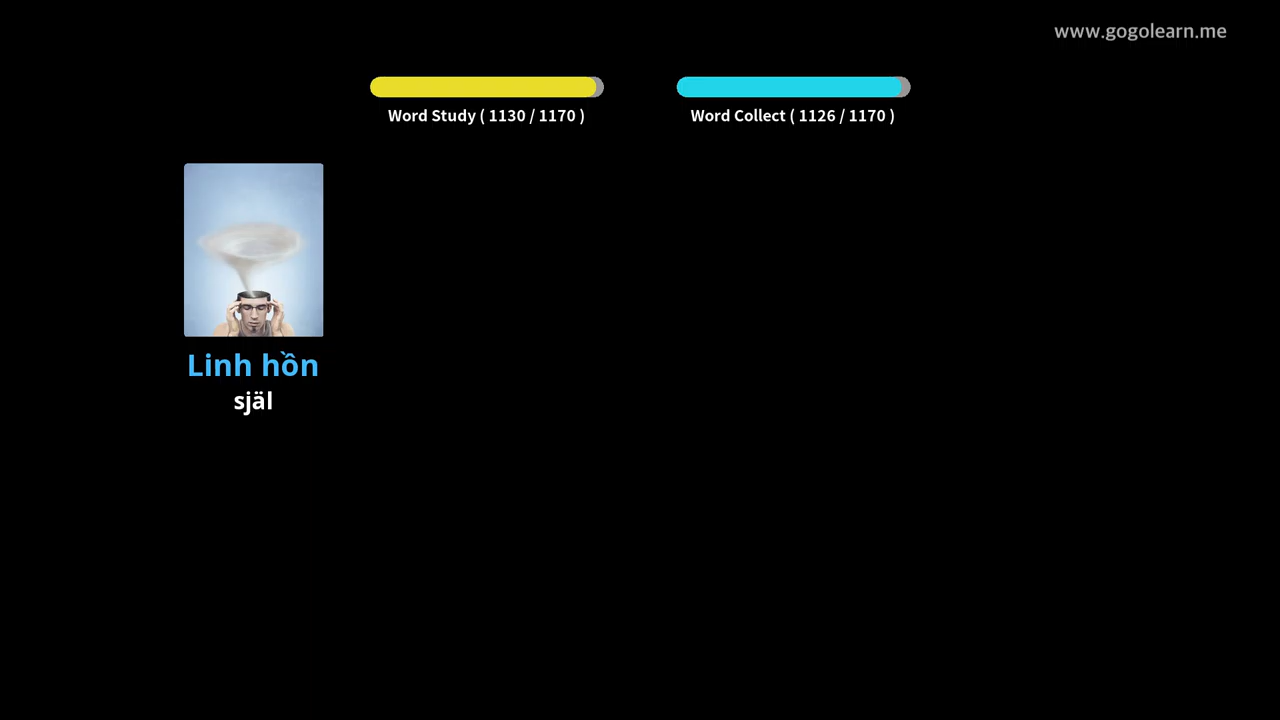 www.gogolearn.me
Word Study ( 1130 / 1170 )
Word Collect ( 1126 / 1170 )
Linh hồn
själ